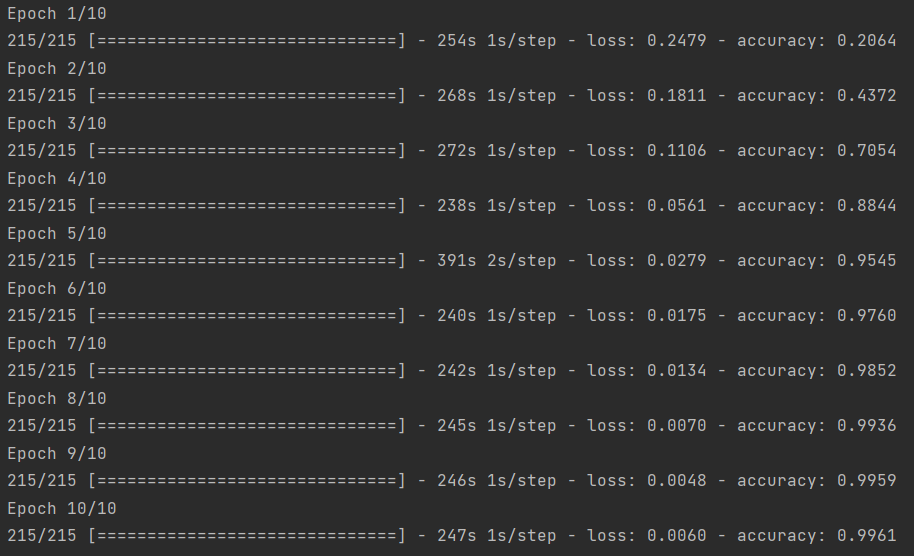 Epoch 1/10
215/215 [==============================] - 254s 1s/step - loss: 0.2479 - accuracy: 0.2064
Epoch 2/10
215/215 [==============================] - 268s 1s/step - loss: 0.1811 - accuracy: 0.4372
Epoch 3/10
215/215 [==============================] - 272s 1s/step - loss: 0.1106 - accuracy: 0.7054
Epoch 4/10
215/215 [==============================] - 238s 1s/step - loss: 0.0561 - accuracy: 0.8844
Epoch 5/10
215/215 [==============================] - 391s 2s/step - loss: 0.0279 - accuracy: 0.9545
Epoch 6/10
215/215 [==============================] - 240s 1s/step - loss: 0.0175 - accuracy: 0.9760
Epoch 7/10
215/215 [==============================] - 242s 1s/step - loss: 0.0134 - accuracy: 0.9852
Epoch 8/10
215/215 [==============================] - 245s 1s/step - loss: 0.0070 - accuracy: 0.9936
Epoch 9/10
215/215 [==============================] - 246s 1s/step - loss: 0.0048 - accuracy: 0.9959
Epoch 10/10
215/215 [==============================] - 247s 1s/step - loss: 0.0060 - accuracy: 0.9961